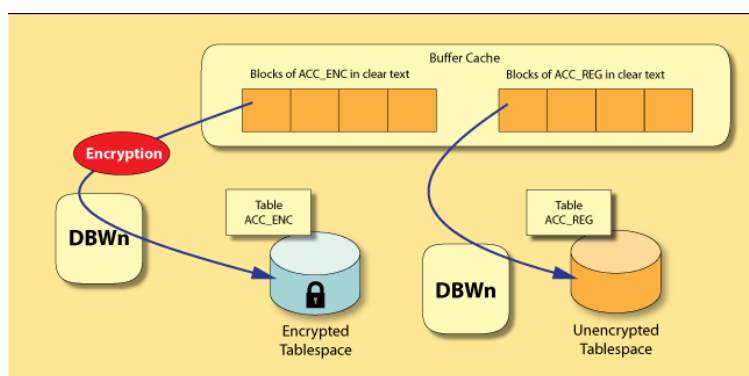 Buffer Cache
Blocks of ACC_ENC in clear text
Blocks of ACC_REG in clear text
Encryption
DBWn
Table
ACC_ENC
Encrypted
Tablespace
DBWn
Table
ACC_REG
Unencrypted
Tablespace